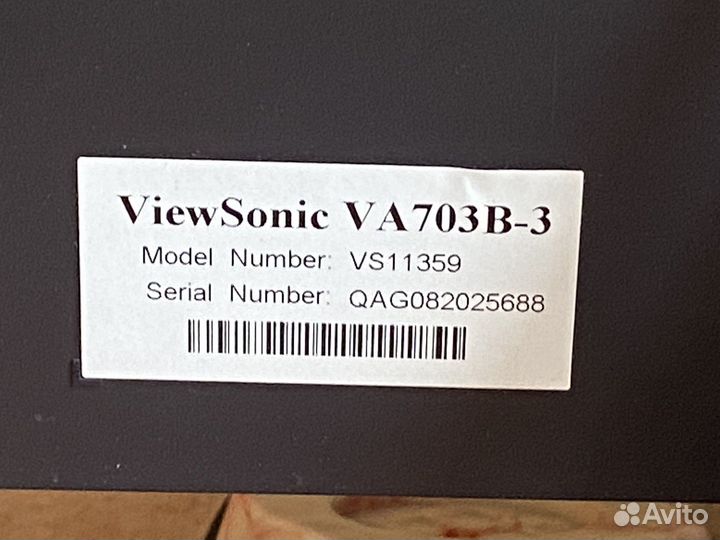 ViewSonic VA703B-3
Model Number: VS11359
Serial Number: QAG082025688
Avito